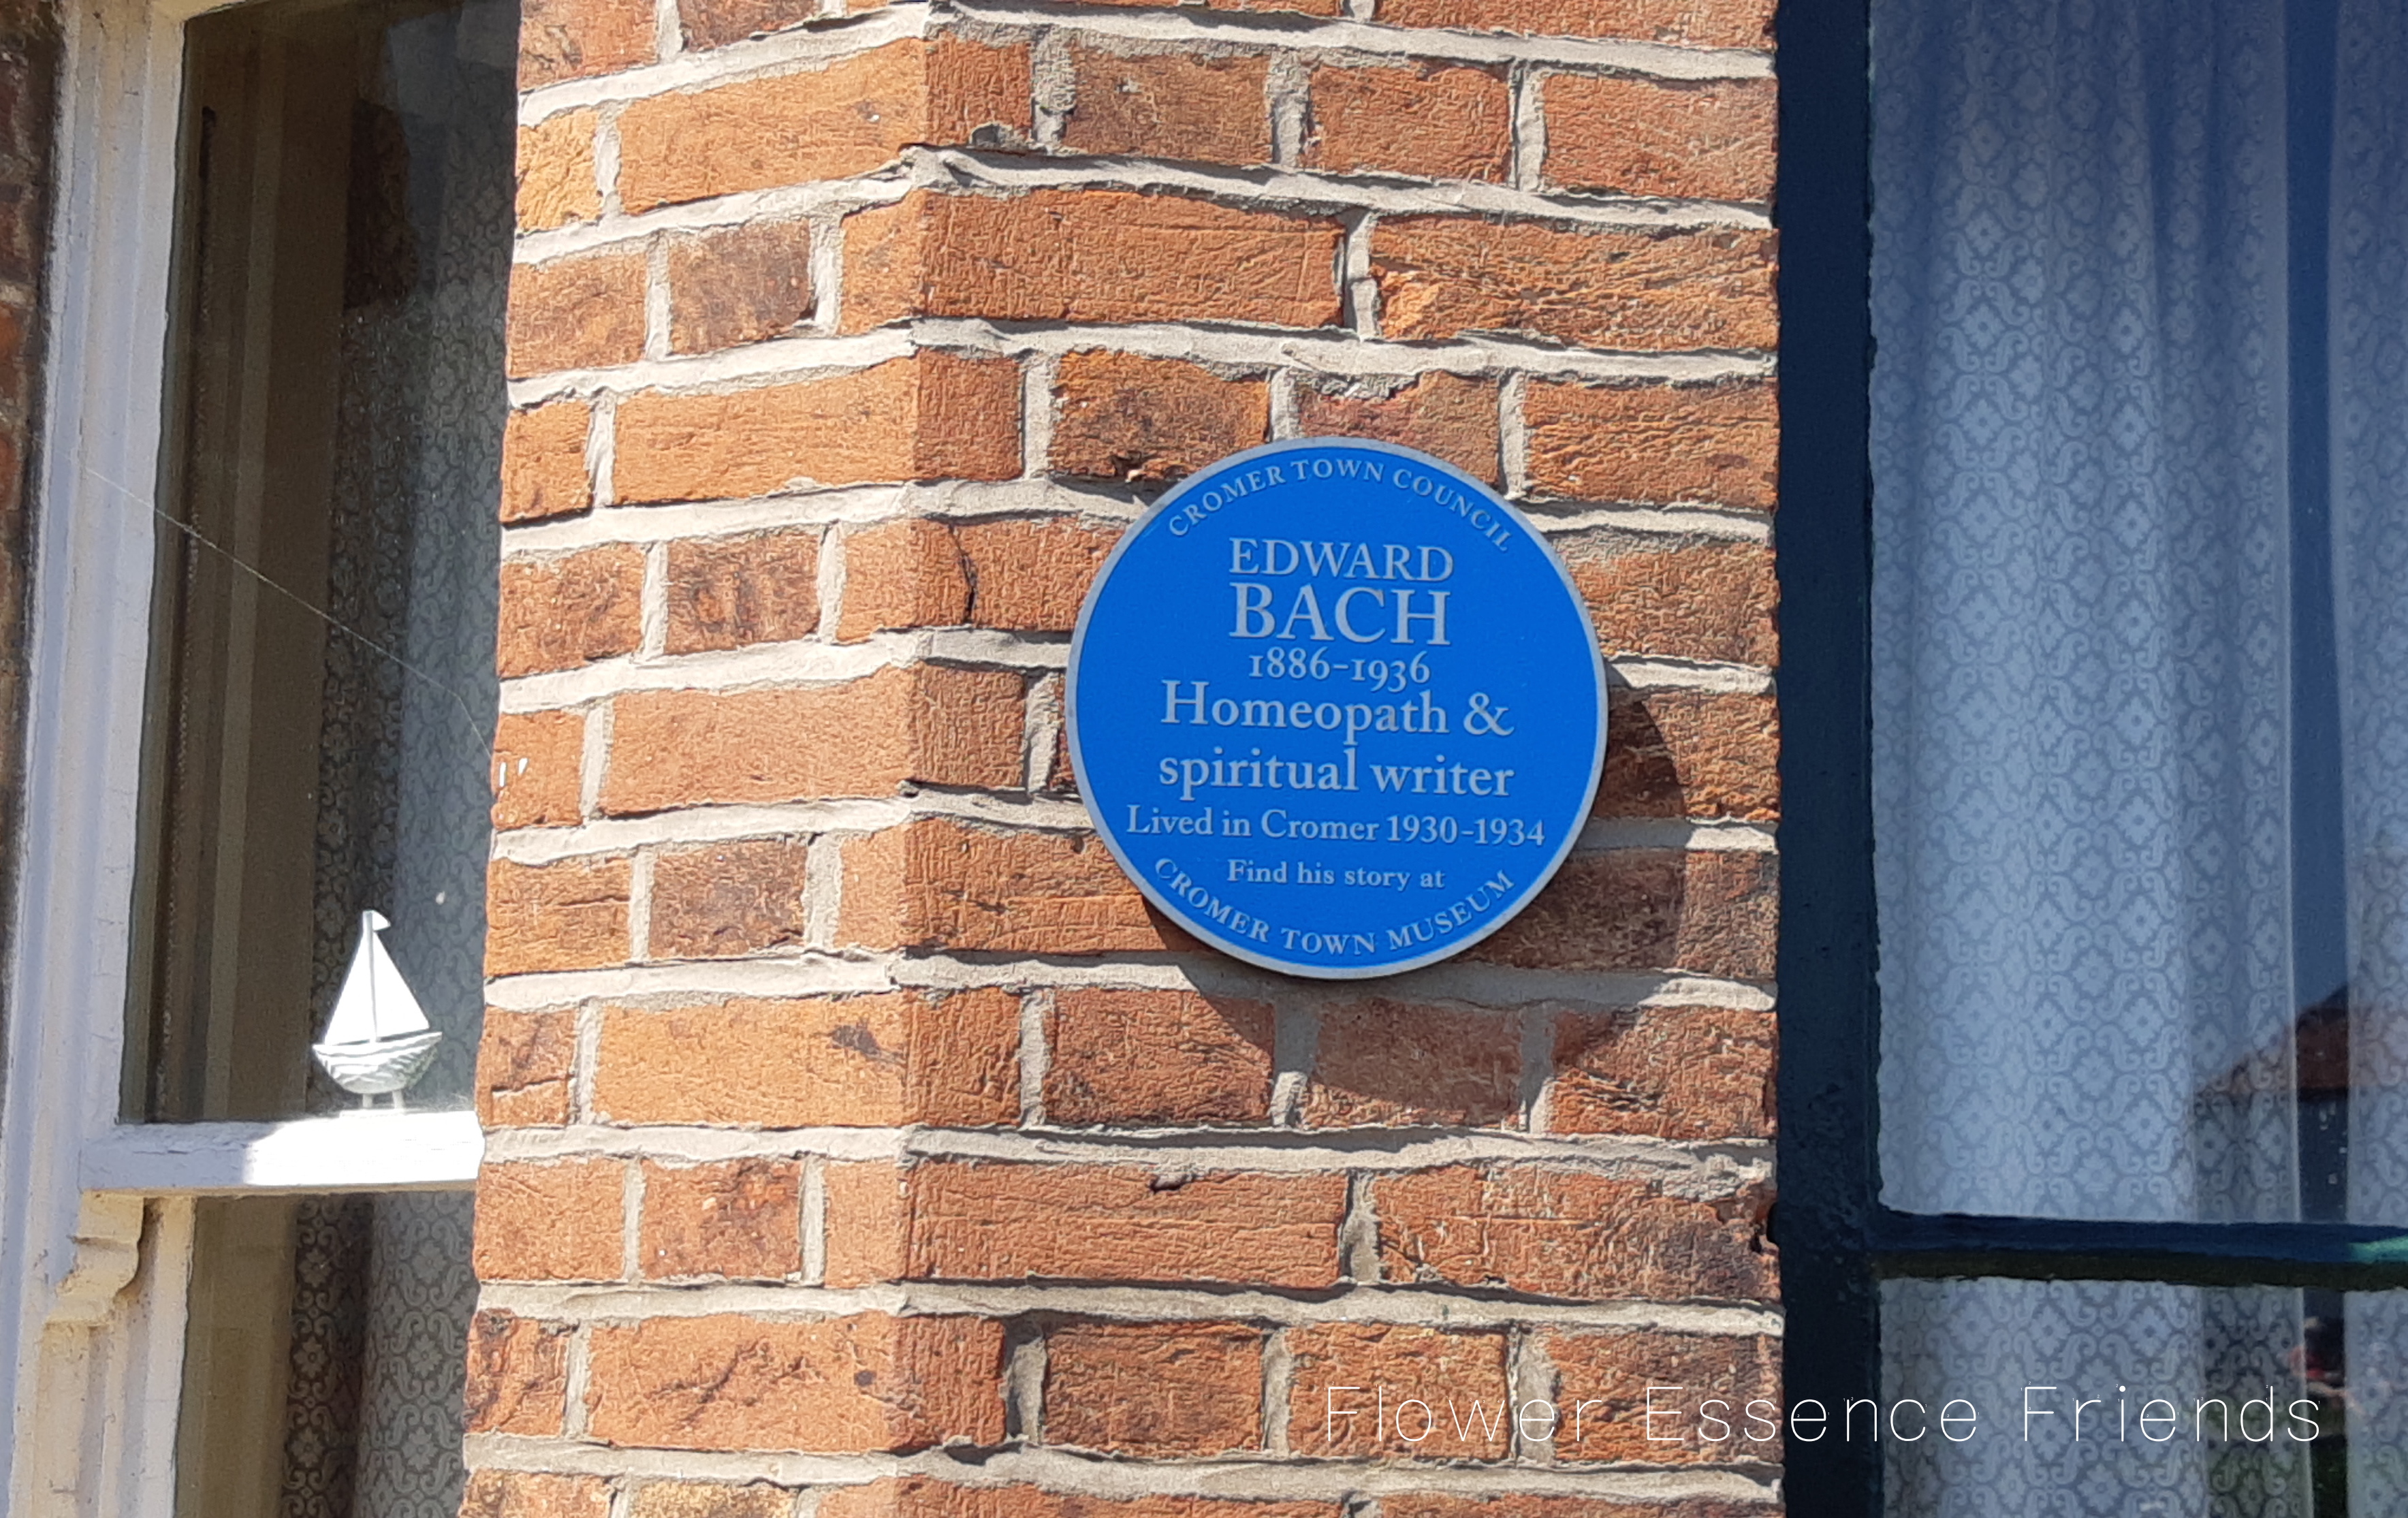 CROMER TOWN COUNCIL
EDWARD
BACH
1886-1936
Homeopath &
spiritual writer
Lived in Cromer 1930-1934
Find his story at
CROMER TOWN MUSEUM
Flower Essence Friends